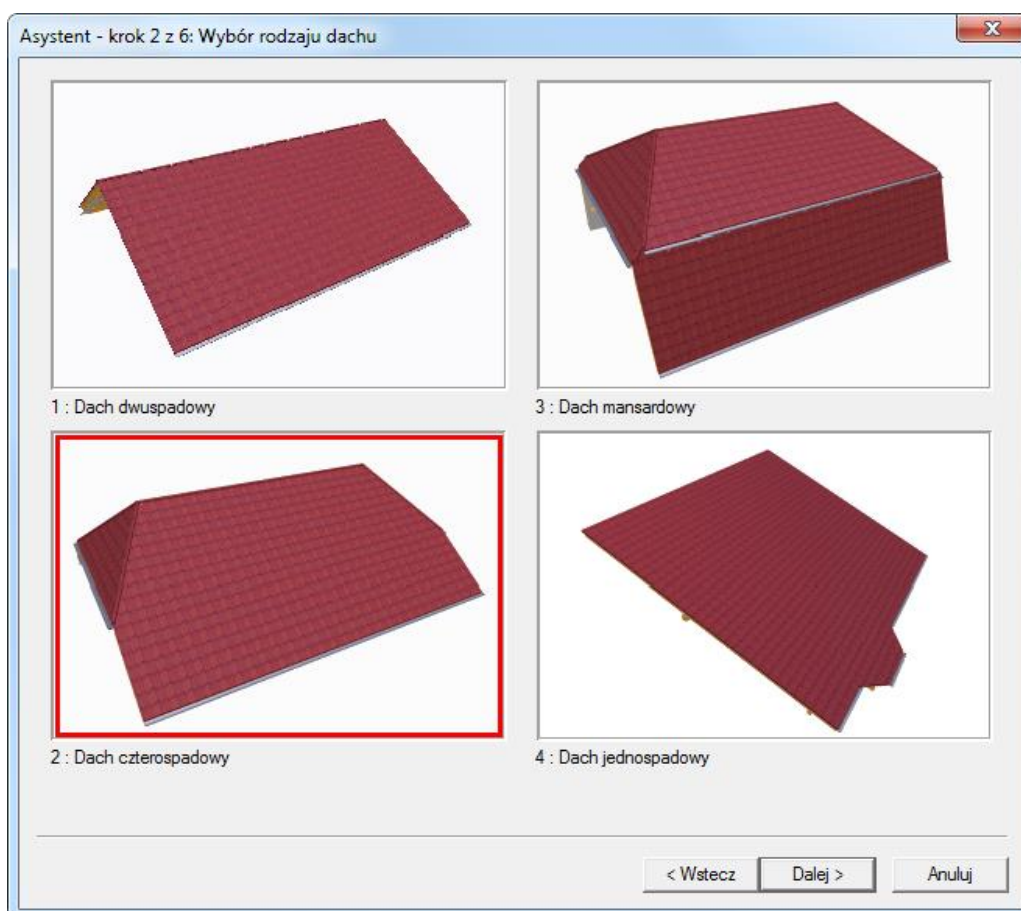 Asystent - krok 2 z 6: Wybór rodzaju dachu
1 : Dach dwuspadowy
3 : Dach mansardowy
2 : Dach czterospadowy
4 : Dach jednospadowy
< Wstecz
Dalej >
Anuluj